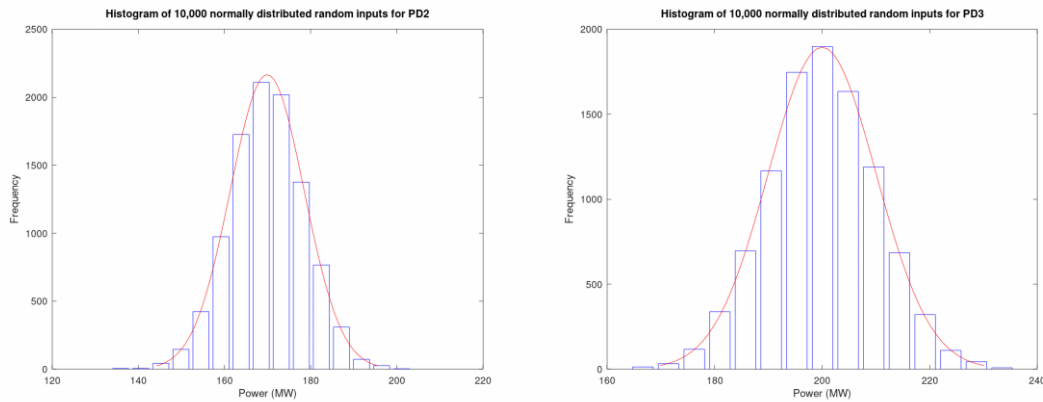 Histogram of 10,000 normally distributed random inputs for PD2
2500
2000
1500
1000
500
0
Frequency
120 140 160 180 200 220
Power (MW)
Histogram of 10,000 normally distributed random inputs for PD3
2000
1500
1000
500
0
Frequency
160 180 200 220 240
Power (MW)